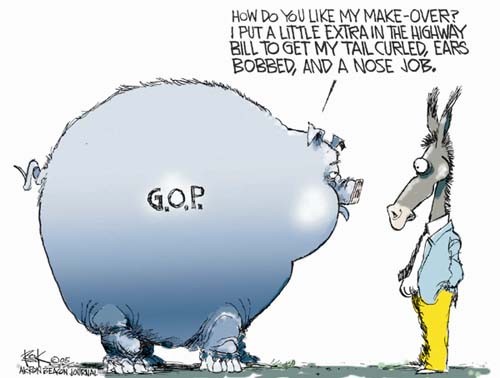 HOW DO YOU LIKE MY MAKE-OVER?
I PUT A LITTLE EXTRA IN THE HIGHWAY
BILL TO GET MY TAIL CURLED, EARS
BOBBED, AND A NOSE JOB.
G.O.P.
©05
AKRON BEACON JOURNAL